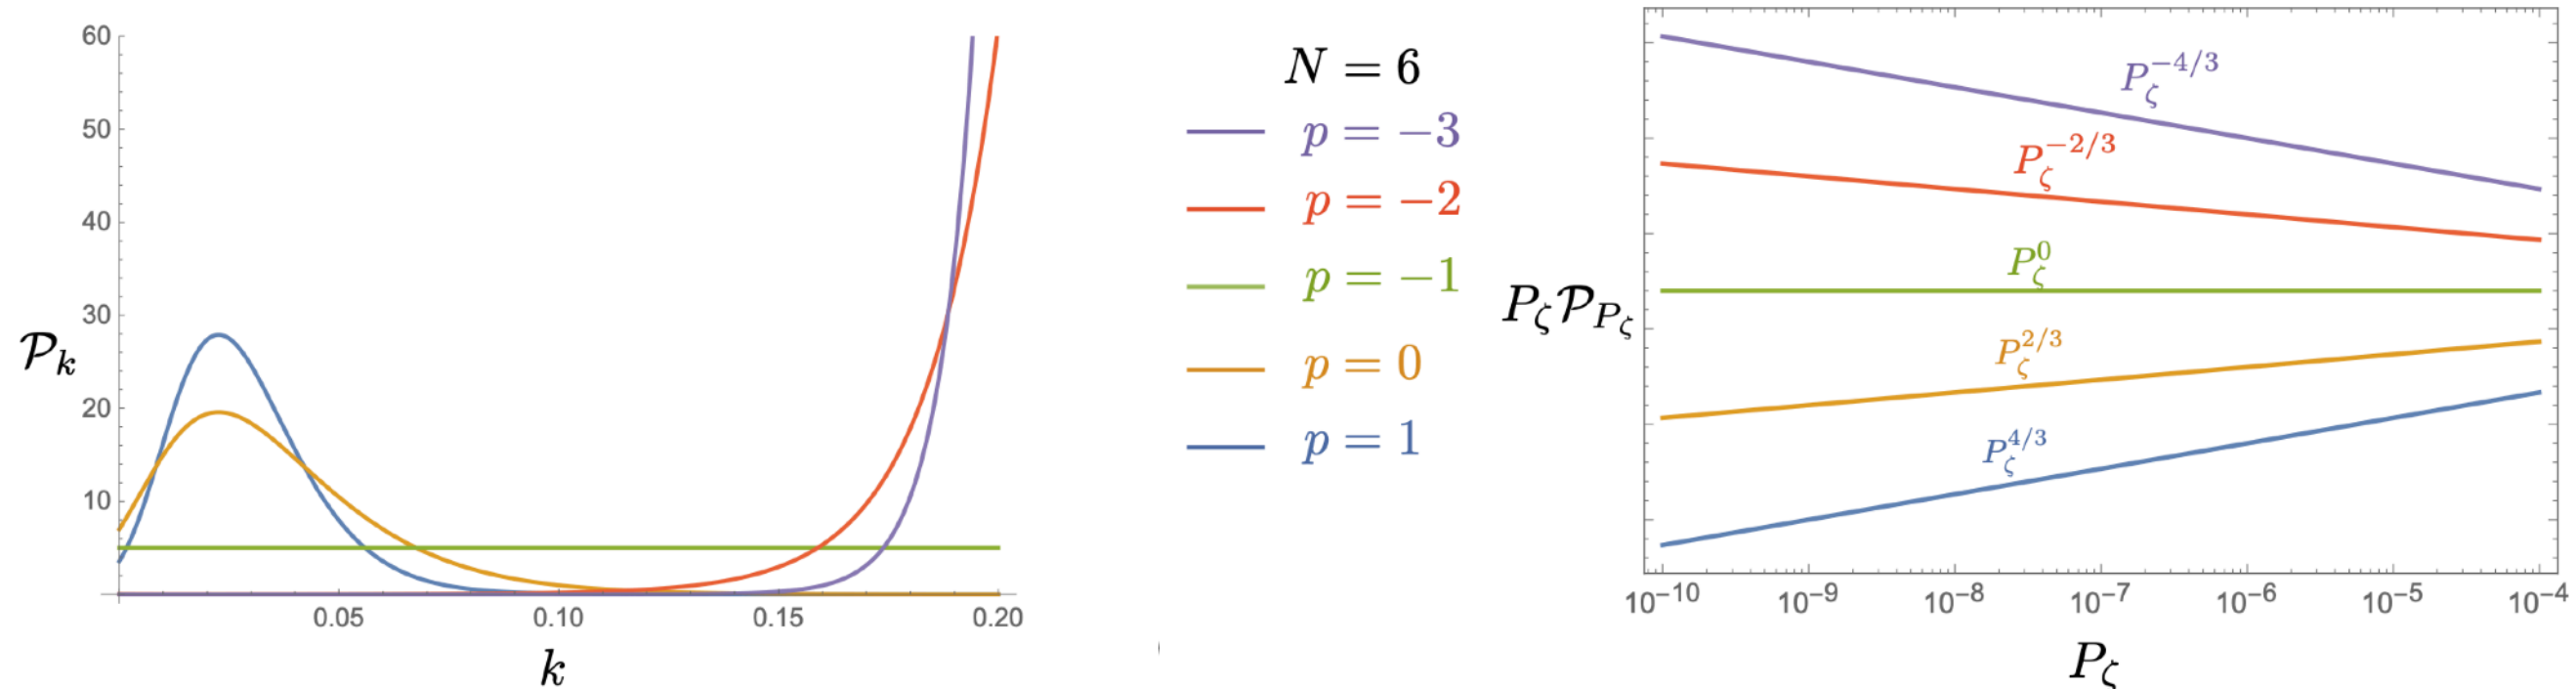 60
50
40
30
20
10
𝒫_k
0.05 0.10 0.15 0.20
k
N = 6
p = −3
p = −2
p = −1
p = 0
p = 1
P_ζ 𝒫_{P_ζ}
P_ζ^{−4/3}
P_ζ^{−2/3}
P_ζ^{0}
P_ζ^{2/3}
P_ζ^{4/3}
10^{−10} 10^{−9} 10^{−8} 10^{−7} 10^{−6} 10^{−5} 10^{−4}
P_ζ